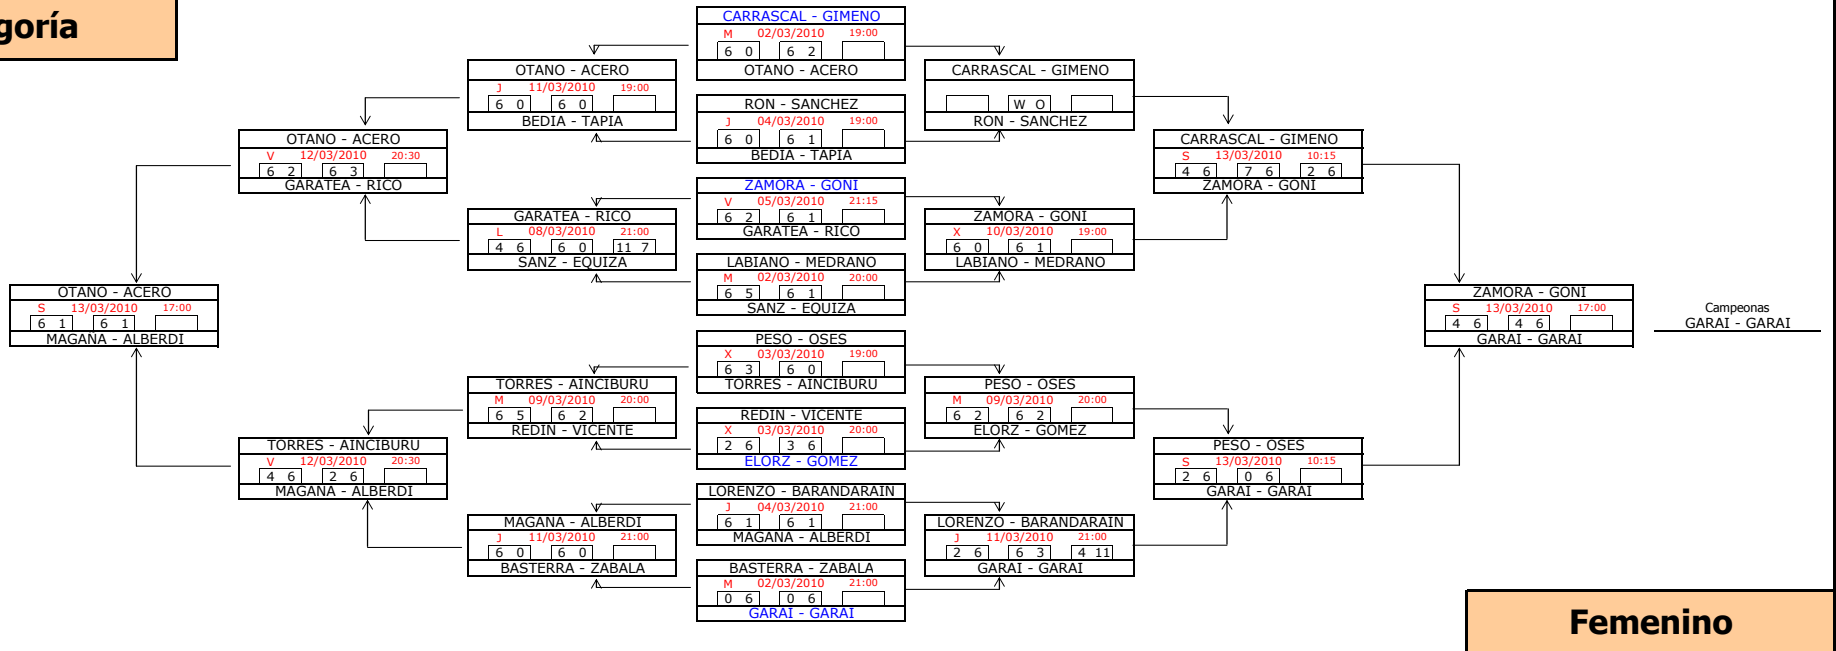 goría
CARRASCAL - GIMENO
M 02/03/2010 19:00
6 0 6 2
OTANO - ACERO
RON - SANCHEZ
J 04/03/2010 19:00
6 0 6 1
BEDIA - TAPIA
ZAMORA - GONI
V 05/03/2010 21:15
6 2 6 1
GARATEA - RICO
LABIANO - MEDRANO
M 02/03/2010 20:00
6 5 6 1
SANZ - EQUIZA
PESO - OSES
X 03/03/2010 19:00
6 3 6 0
TORRES - AINCIBURU
REDIN - VICENTE
X 03/03/2010 20:00
2 6 3 6
ELORZ - GOMEZ
LORENZO - BARANDARAIN
J 04/03/2010 21:00
6 1 6 1
MAGANA - ALBERDI
BASTERRA - ZABALA
M 02/03/2010 21:00
0 6 0 6
GARAI - GARAI
OTANO - ACERO
J 11/03/2010 19:00
6 0 6 0
BEDIA - TAPIA
GARATEA - RICO
L 08/03/2010 21:00
4 6 6 0 11 7
SANZ - EQUIZA
TORRES - AINCIBURU
M 09/03/2010 20:00
6 5 6 2
REDIN - VICENTE
MAGANA - ALBERDI
J 11/03/2010 21:00
6 0 6 0
BASTERRA - ZABALA
OTANO - ACERO
V 12/03/2010 20:30
6 2 6 3
GARATEA - RICO
TORRES - AINCIBURU
V 12/03/2010 20:30
4 6 2 6
MAGANA - ALBERDI
OTANO - ACERO
S 13/03/2010 17:00
6 1 6 1
MAGANA - ALBERDI
CARRASCAL - GIMENO
W O
RON - SANCHEZ
ZAMORA - GONI
X 10/03/2010 19:00
6 0 6 1
LABIANO - MEDRANO
PESO - OSES
M 09/03/2010 20:00
6 2 6 2
ELORZ - GOMEZ
LORENZO - BARANDARAIN
J 11/03/2010 21:00
2 6 6 3 4 11
GARAI - GARAI
CARRASCAL - GIMENO
S 13/03/2010 10:15
4 6 7 6 2 6
ZAMORA - GONI
PESO - OSES
S 13/03/2010 10:15
2 6 0 6
GARAI - GARAI
ZAMORA - GONI
S 13/03/2010 17:00
4 6 4 6
GARAI - GARAI
Campeonas
GARAI - GARAI
Femenino